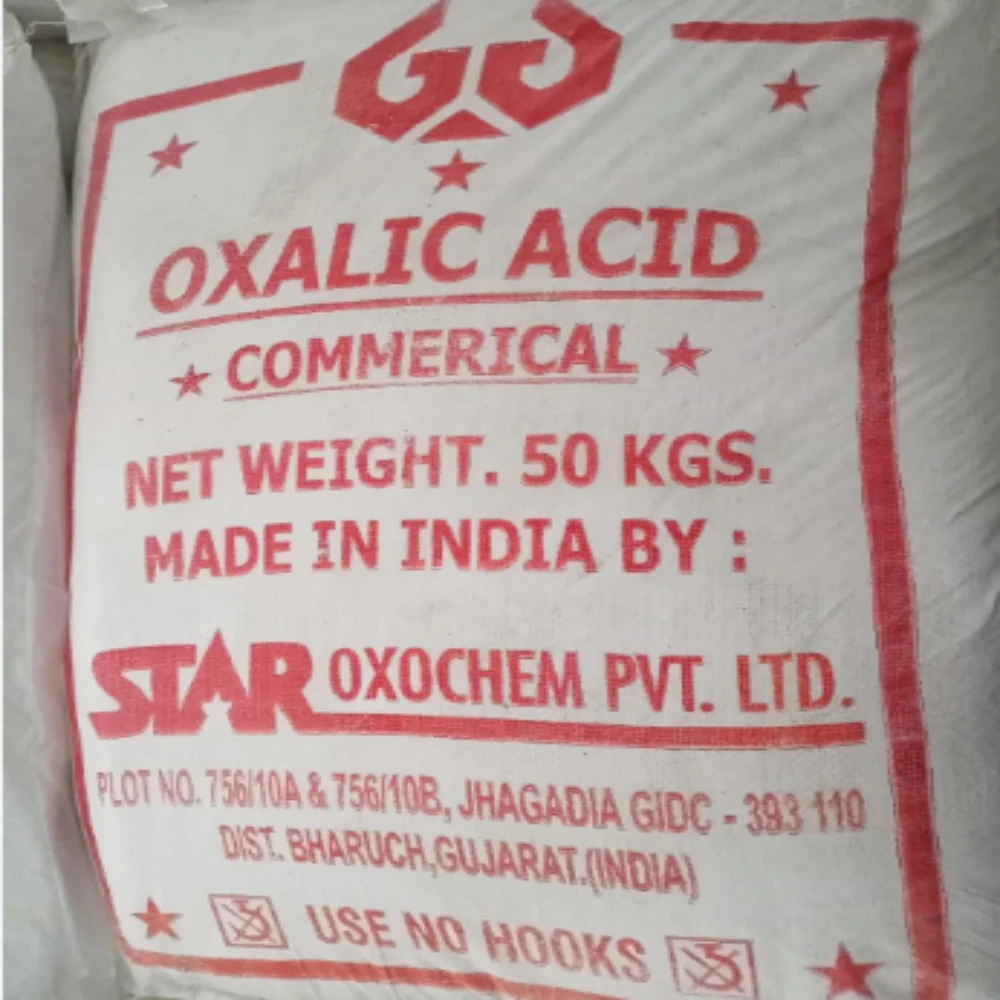 OXALIC ACID
COMMERICAL
NET WEIGHT. 50 KGS.
MADE IN INDIA BY :
STAR OXOCHEM PVT. LTD.
PLOT NO. 756/10A & 756/10B, JHAGADIA GIDC - 393 110
DIST. BHARUCH,GUJARAT.(INDIA)
USE NO HOOKS